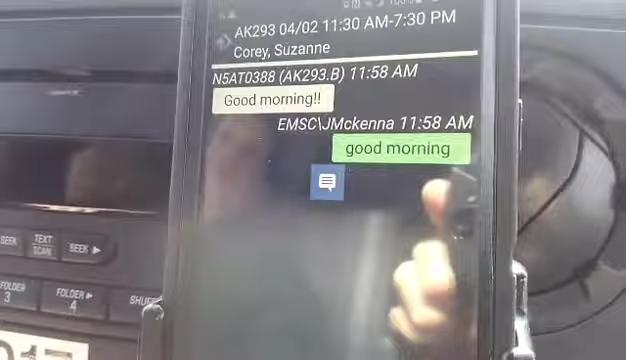 AK293 04/02 11:30 AM-7:30 PM
Corey, Suzanne
N5AT0388 (AK293.B) 11:58 AM
Good morning!!
EMSC\JMckenna 11:58 AM
good morning
SEEK
TEXT
SCAN
SEEK
FOLDER
3
FOLDER
4